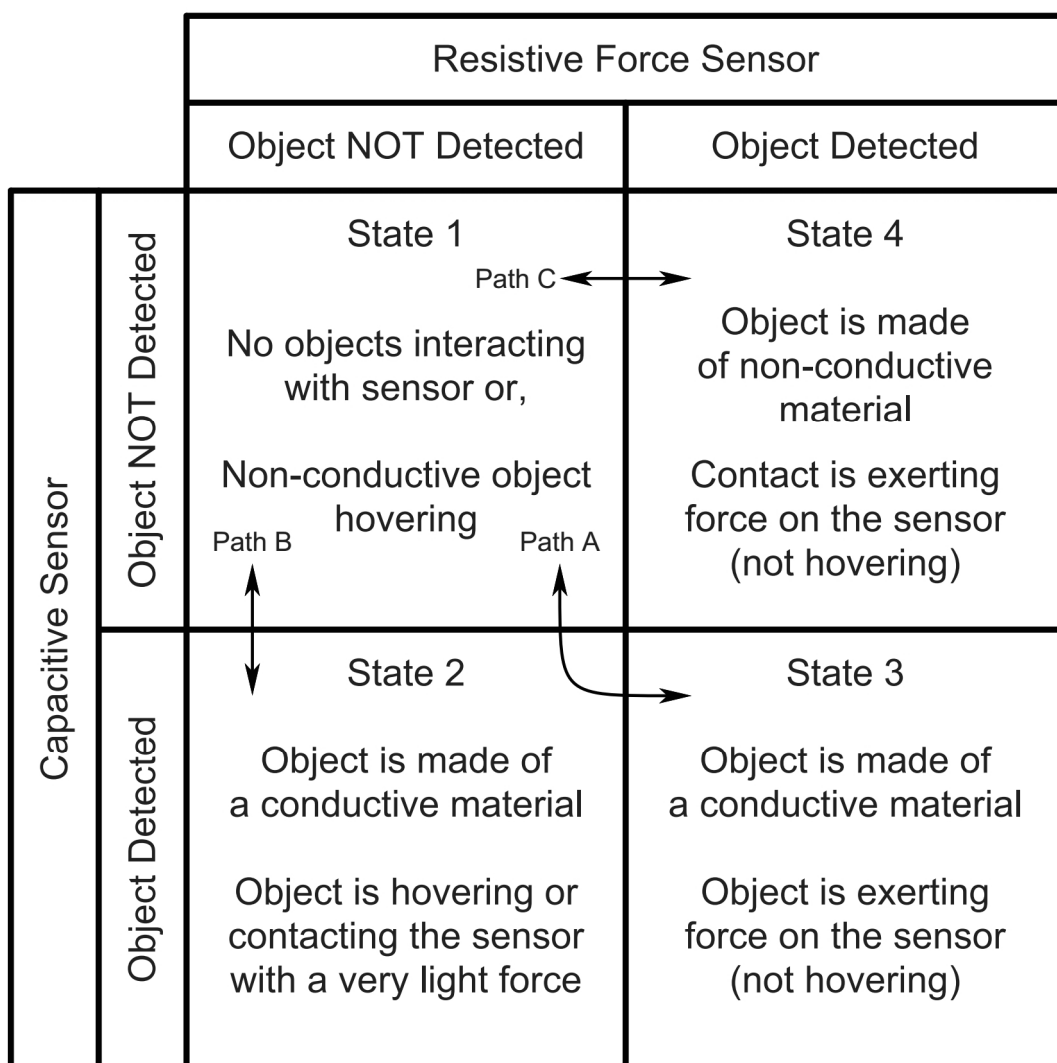 Resistive Force Sensor
Object NOT Detected
Object Detected
Capacitive Sensor
Object NOT Detected
State 1
Path C
No objects interacting
with sensor or,
Non-conductive object
hovering
Path B
Path A
State 4
Object is made
of non-conductive
material
Contact is exerting
force on the sensor
(not hovering)
Object Detected
State 2
Object is made of
a conductive material
Object is hovering or
contacting the sensor
with a very light force
State 3
Object is made of
a conductive material
Object is exerting
force on the sensor
(not hovering)